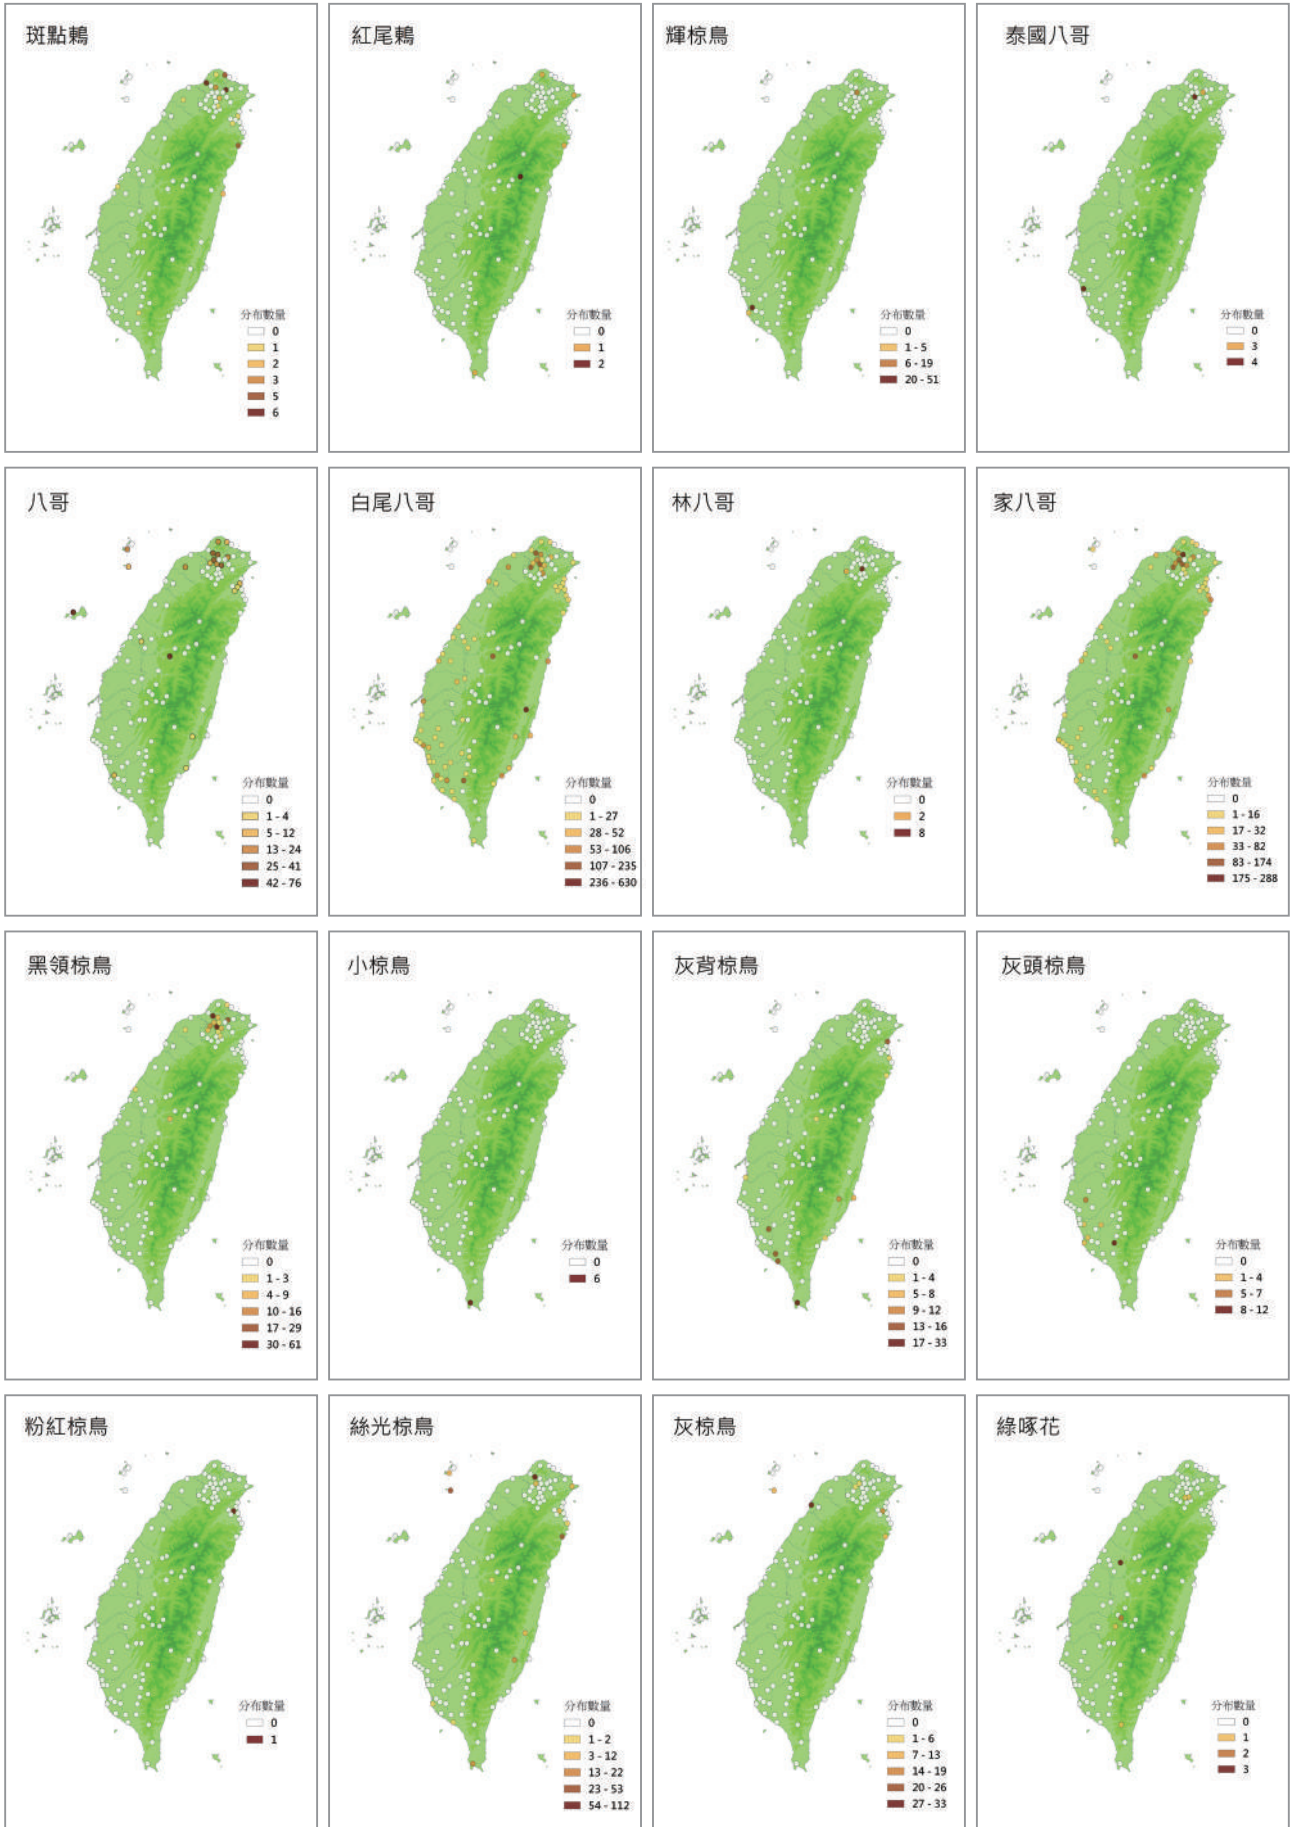 斑點鶇
分布數量
0
1
2
3
5
6
紅尾鶇
分布數量
0
1
2
輝椋鳥
分布數量
0
1 - 5
6 - 19
20 - 51
泰國八哥
分布數量
0
3
4
八哥
分布數量
0
1 - 4
5 - 12
13 - 24
25 - 41
42 - 76
白尾八哥
分布數量
0
1 - 27
28 - 52
53 - 106
107 - 235
236 - 630
林八哥
分布數量
0
2
8
家八哥
分布數量
0
1 - 16
17 - 32
33 - 82
83 - 174
175 - 288
黑領椋鳥
分布數量
0
1 - 3
4 - 9
10 - 16
17 - 29
30 - 61
小椋鳥
分布數量
0
6
灰背椋鳥
分布數量
0
1 - 4
5 - 8
9 - 12
13 - 16
17 - 33
灰頭椋鳥
分布數量
0
1 - 4
5 - 7
8 - 12
粉紅椋鳥
分布數量
0
1
絲光椋鳥
分布數量
0
1 - 2
3 - 12
13 - 22
23 - 53
54 - 112
灰椋鳥
分布數量
0
1 - 6
7 - 13
14 - 19
20 - 26
27 - 33
綠啄花
分布數量
0
1
2
3